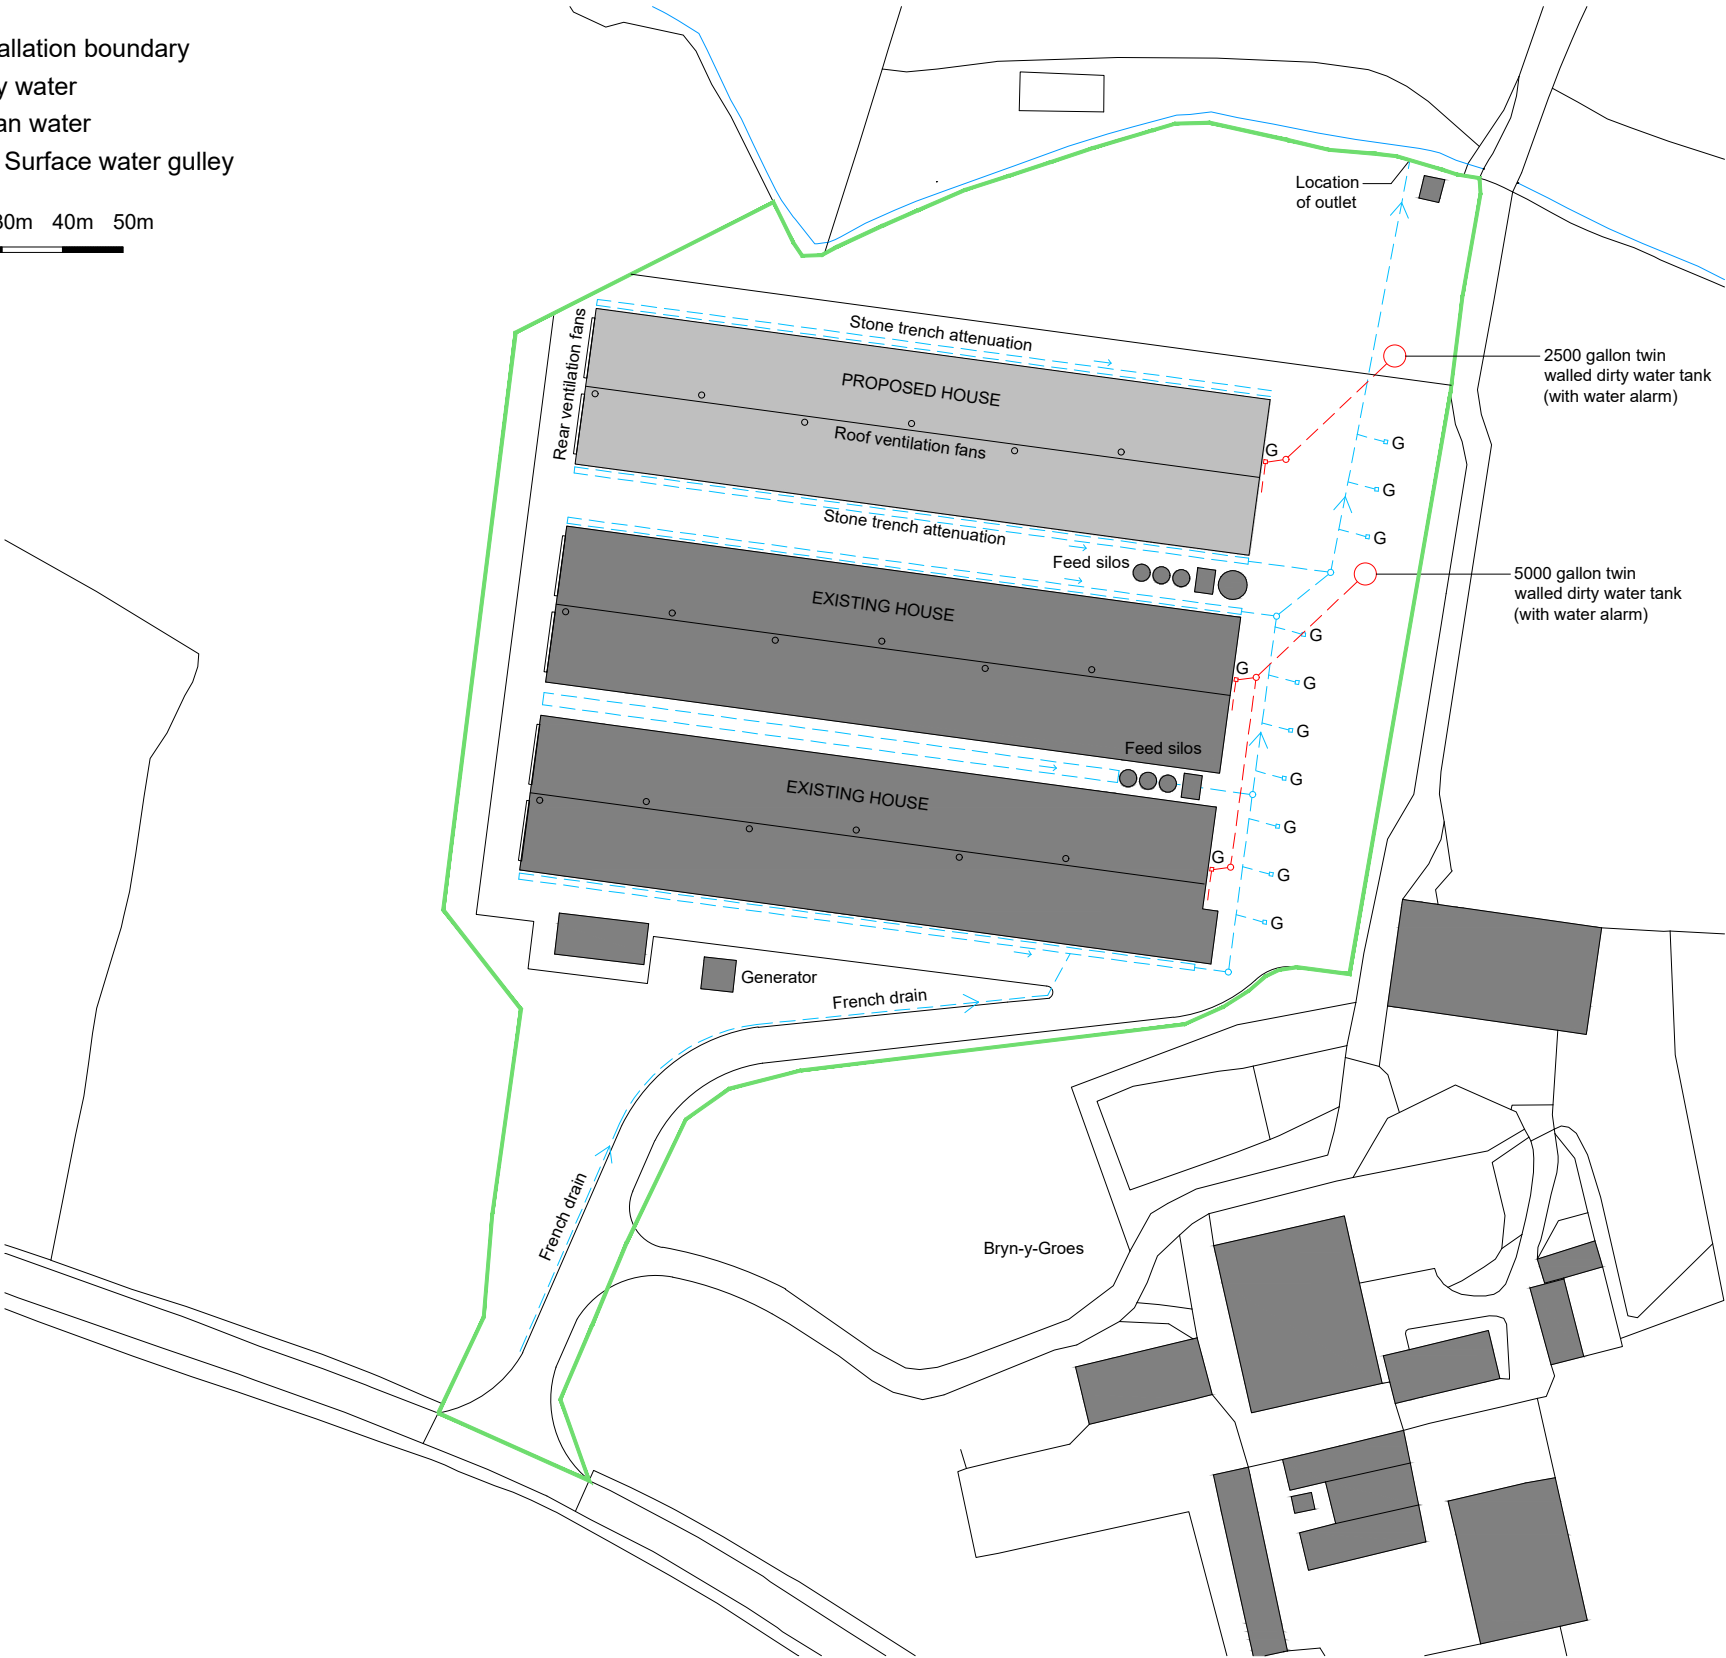 allation boundary
y water
an water
Surface water gulley
30m 40m 50m
Location
of outlet
Rear ventilation fans
Stone trench attenuation
PROPOSED HOUSE
Roof ventilation fans
2500 gallon twin
walled dirty water tank
(with water alarm)
G
G
G
G
Stone trench attenuation
Feed silos
5000 gallon twin
walled dirty water tank
(with water alarm)
EXISTING HOUSE
G
G
G
G
Feed silos
G
EXISTING HOUSE
G
G
G
G
Generator
French drain
French drain
Bryn-y-Groes